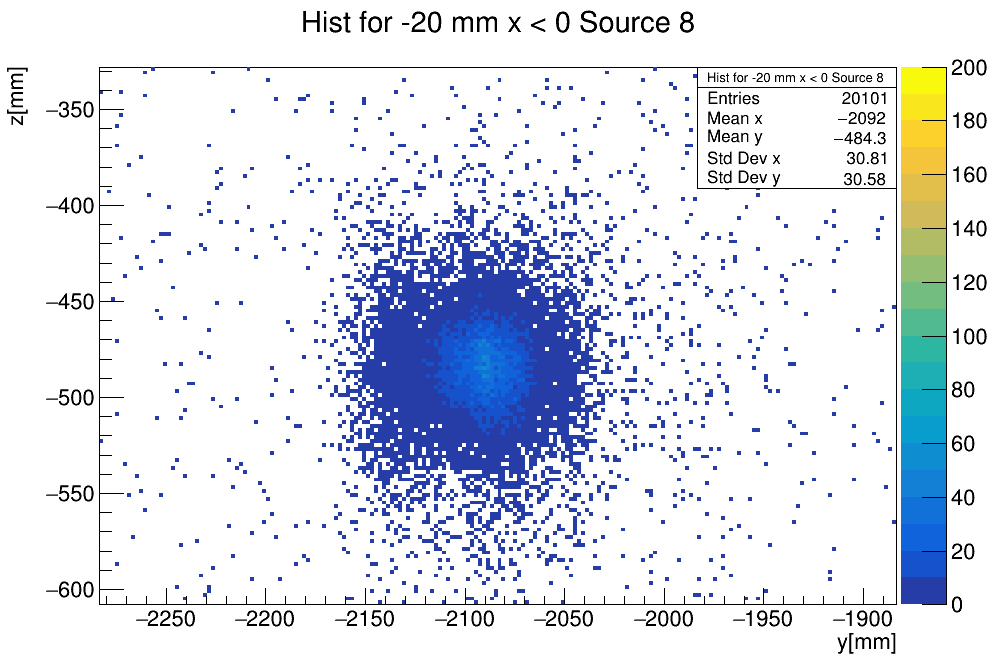 Hist for -20 mm x < 0 Source 8
z[mm]
Hist for -20 mm x < 0 Source 8
Entries 20101
Mean x −2092
Mean y −484.3
Std Dev x 30.81
Std Dev y 30.58
−350
−400
−450
−500
−550
−600
−2250 −2200 −2150 −2100 −2050 −2000 −1950 −1900
y[mm]
200
180
160
140
120
100
80
60
40
20
0